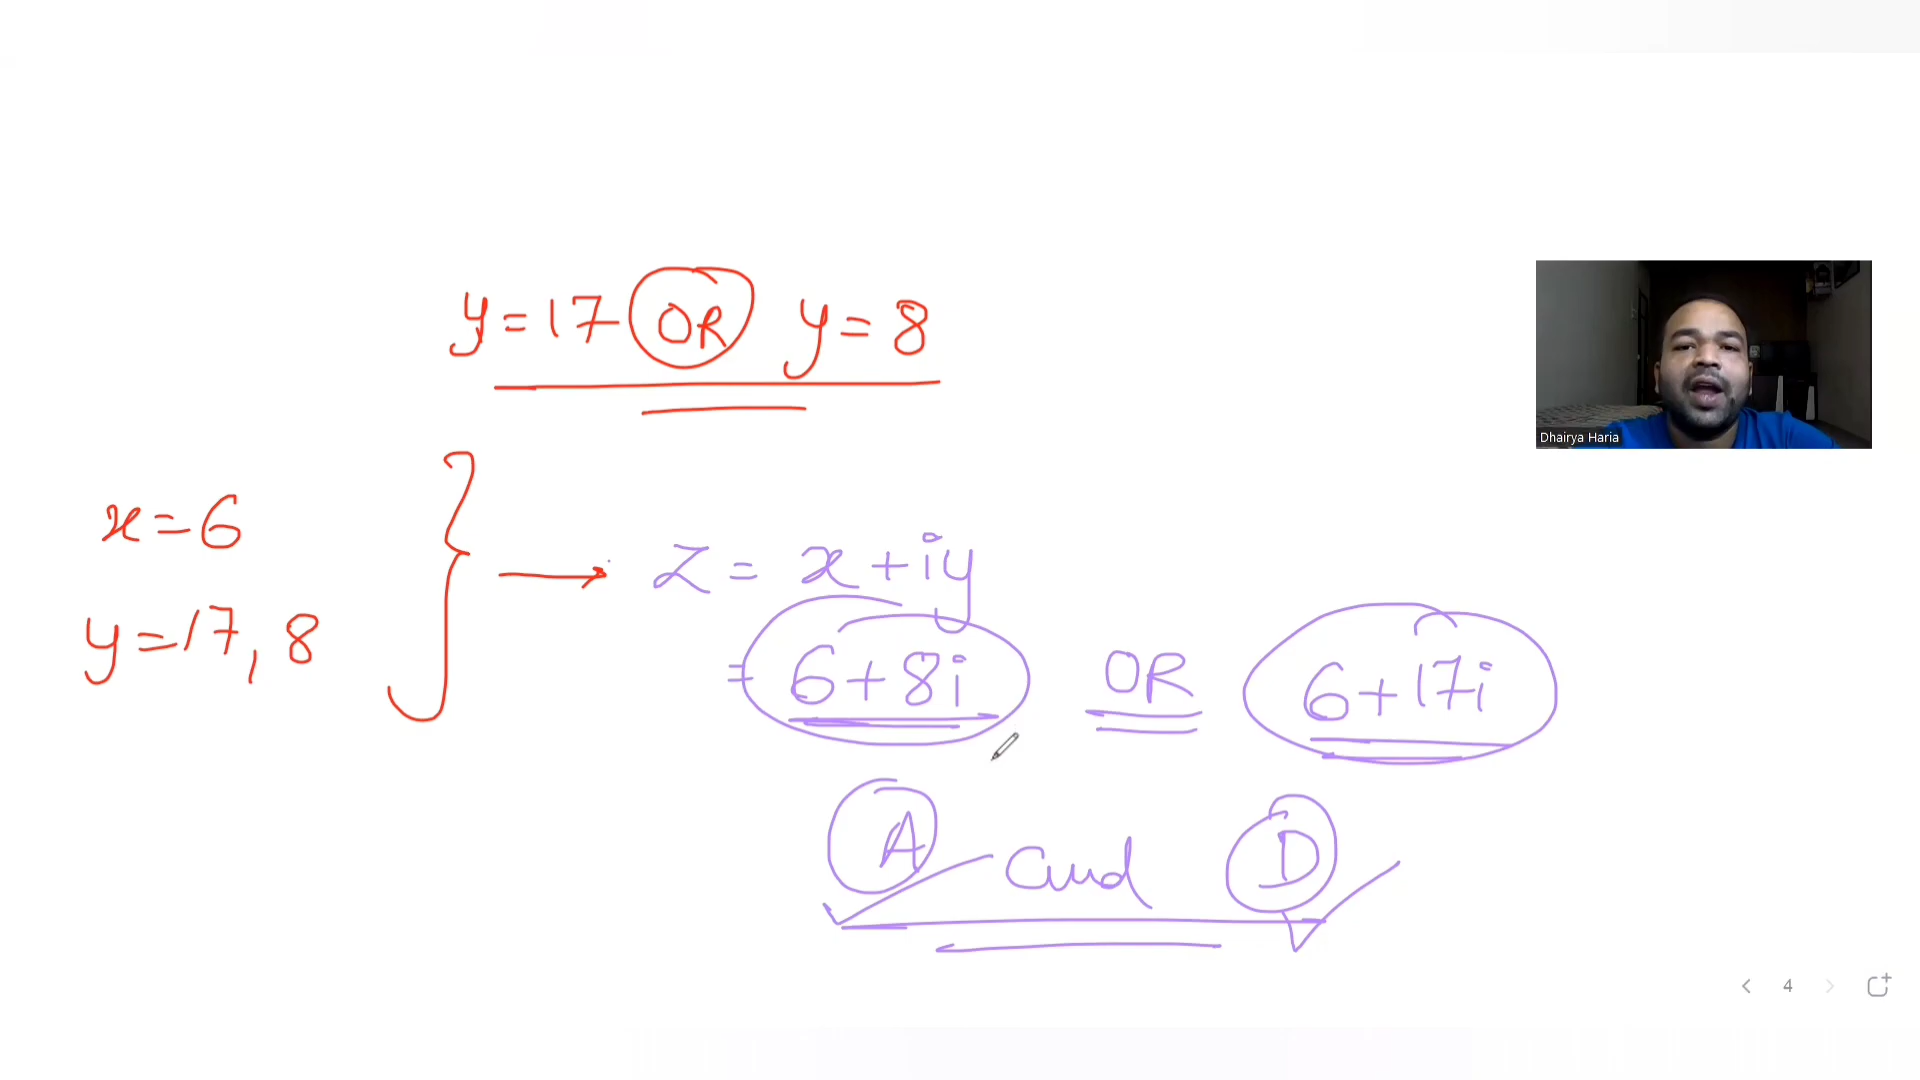 y=17 OR y=8
Dhairya Haria
x=6
y=17, 8
z = x+iy
= 6+8i OR 6+17i
A and D
4